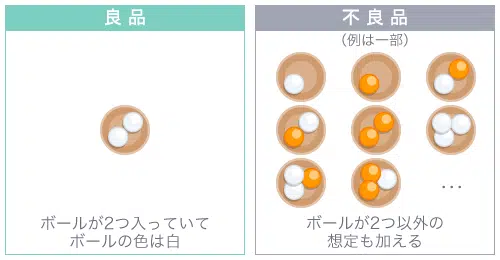 良品
ボールが2つ入っていて
ボールの色は白
不良品
(例は一部)
...
ボールが2つ以外の
想定も加える